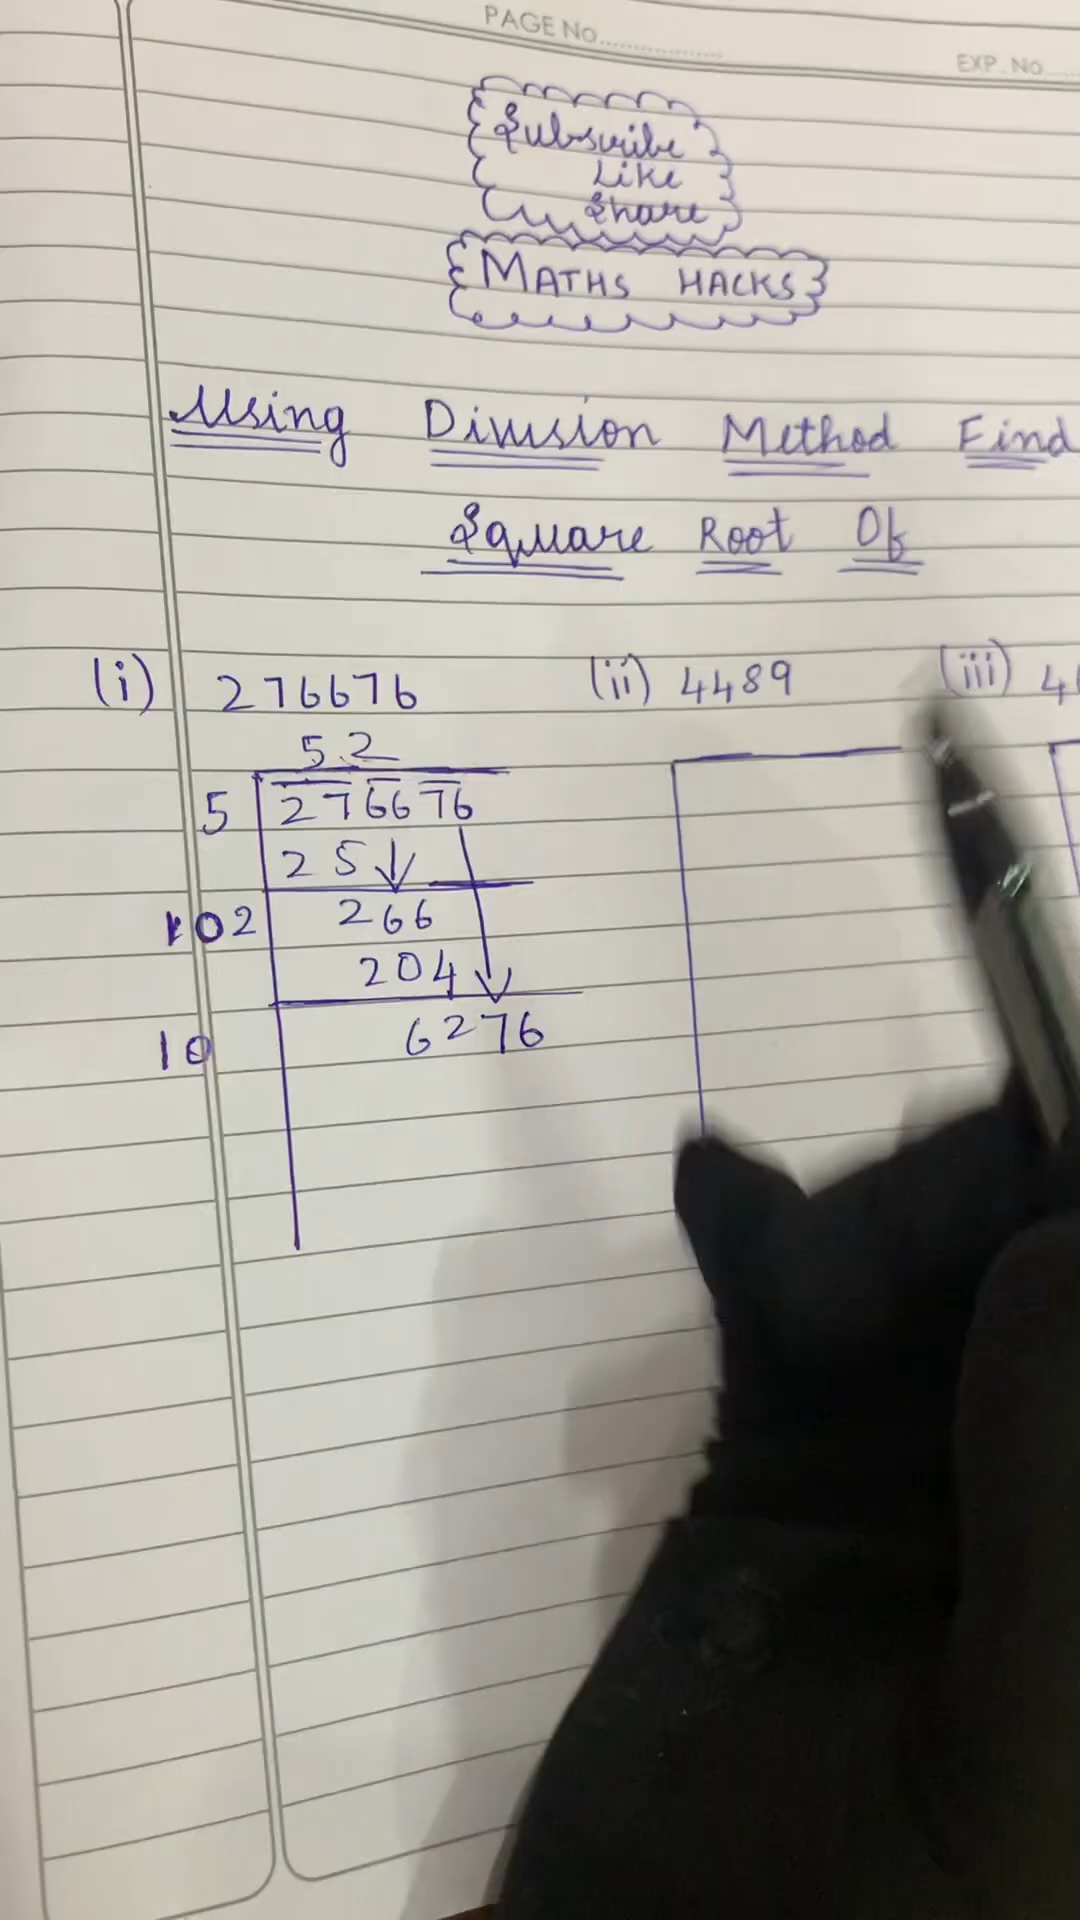 PAGE No
EXP. No
Subscribe
Like
Share
MATHS HACKS
Using Division Method Find
Square Root Of
(i) 276676 (ii) 4489 (iii) 4
52
5 276676
25
102 266
204
10 6276